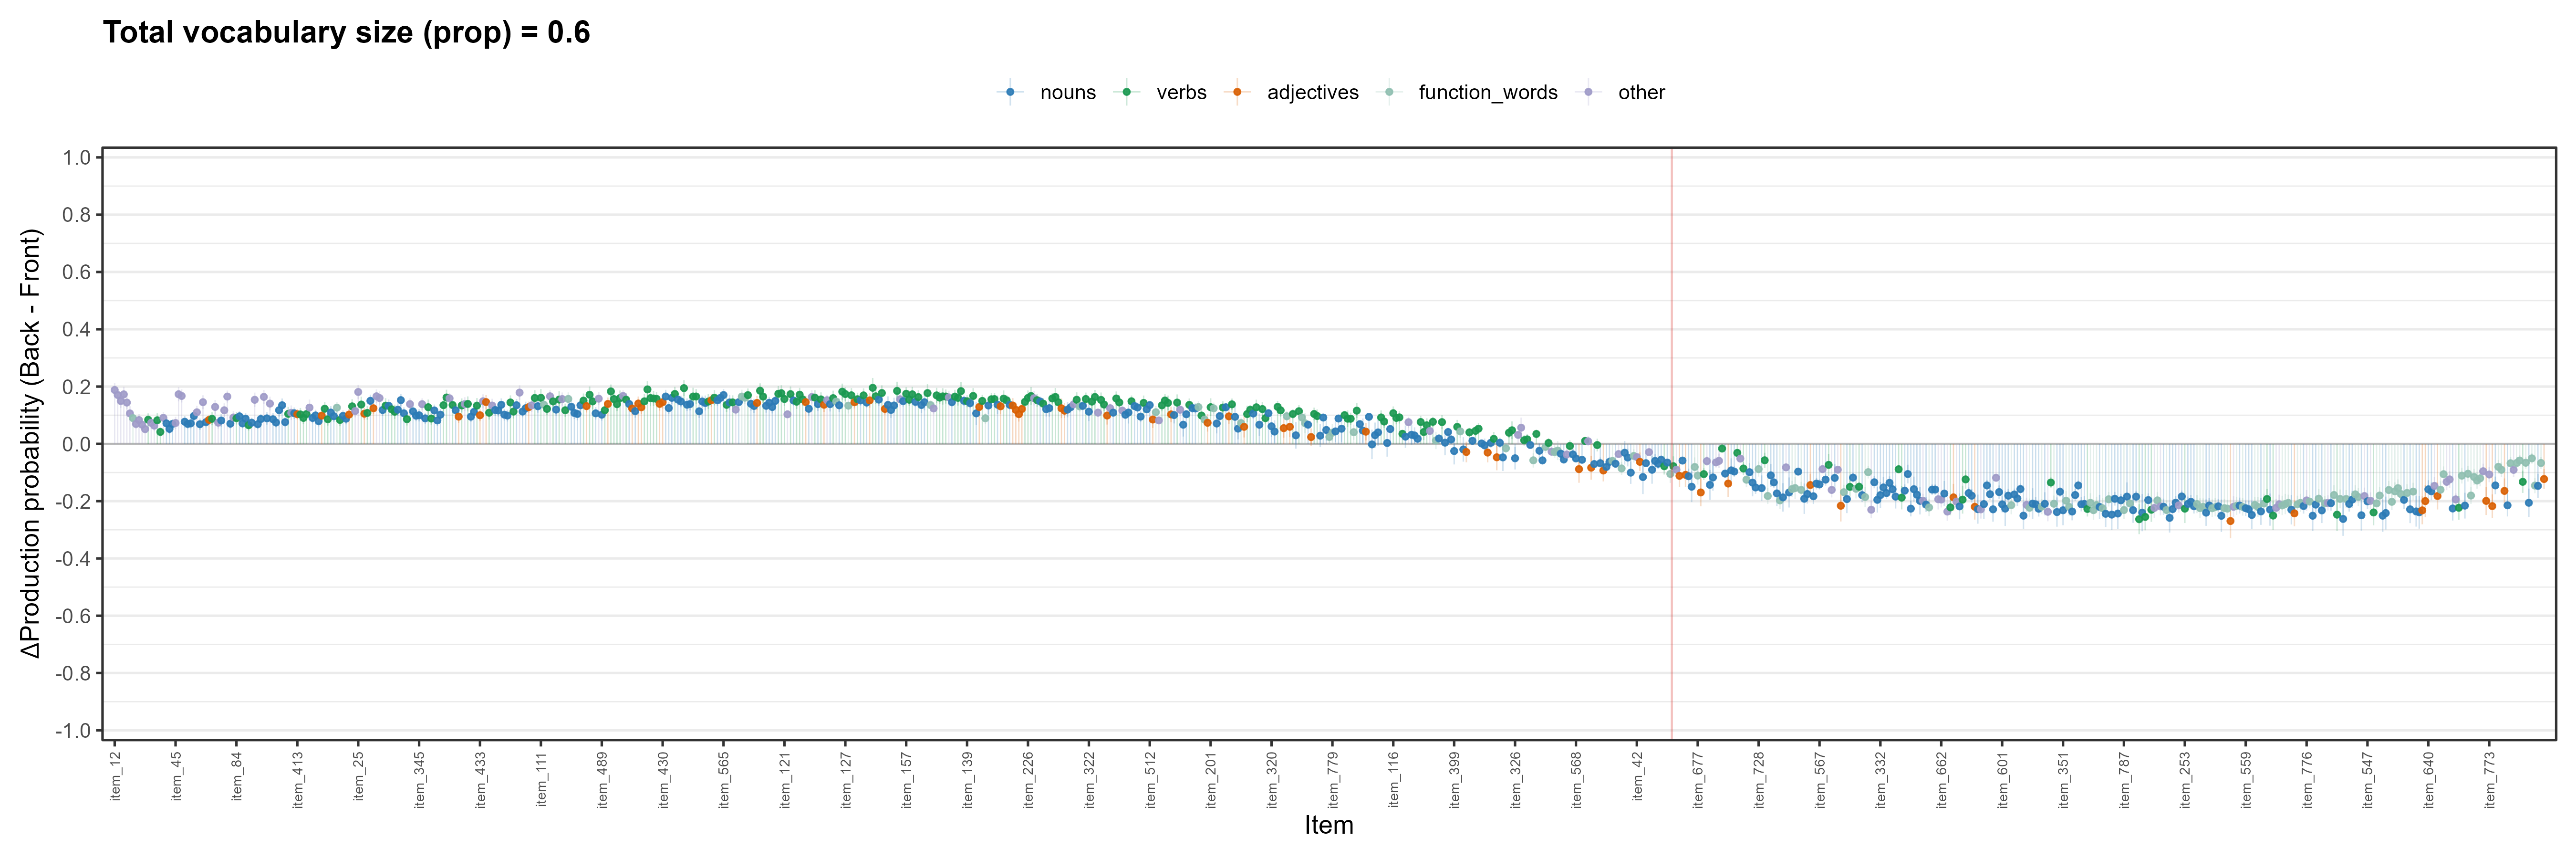 Total vocabulary size (prop) = 0.6
nouns verbs adjectives function_words other
ΔProduction probability (Back - Front)
1.0
0.8
0.6
0.4
0.2
0.0
-0.2
-0.4
-0.6
-0.8
-1.0
item_12 item_45 item_84 item_413 item_25 item_345 item_433 item_111 item_489 item_430 item_565 item_121 item_127 item_157 item_139 item_226 item_322 item_512 item_201 item_320 item_779 item_116 item_399 item_326 item_568 item_42 item_677 item_728 item_567 item_332 item_662 item_601 item_351 item_787 item_253 item_559 item_776 item_547 item_640 item_773
Item